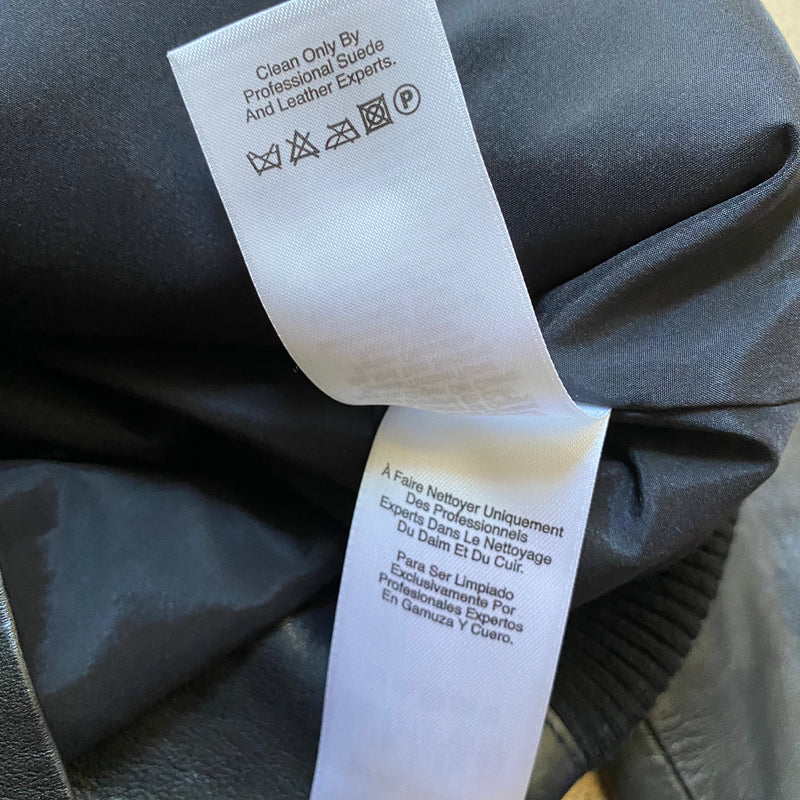 Clean Only By
Professional Suede
And Leather Experts.
P
À Faire Nettoyer Uniquement
Des Professionnels
Experts Dans Le Nettoyage
Du Daim Et Du Cuir.
Para Ser Limpiado
Exclusivamente Por
Profesionales Expertos
En Gamuza Y Cuero.